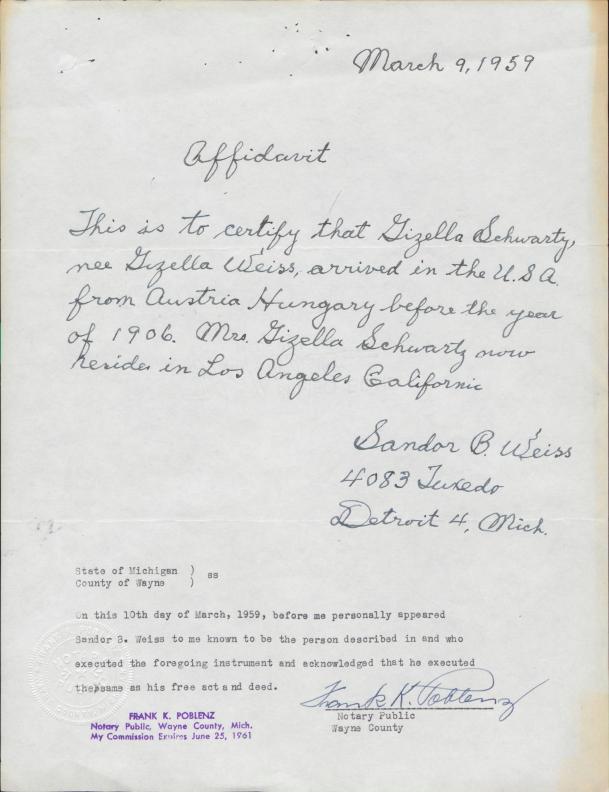 March 9, 1959
Affidavit
This is to certify that Gizella Schwartz,
nee Gizella Weiss, arrived in the U.S.A.
from Austria Hungary before the year
of 1906. Mrs. Gizella Schwartz now
resides in Los Angeles California
Sandor B. Weiss
4083 Tuxedo
Detroit 4, Mich.
State of Michigan ) ss
County of Wayne )
On this 10th day of March, 1959, before me personally appeared
Sandor B. Weiss to me known to be the person described in and who
executed the foregoing instrument and acknowledged that he executed
the same as his free act and deed.
Frank K. Poblenz
Notary Public
Wayne County
FRANK K. POBLENZ
Notary Public, Wayne County, Mich.
My Commission Expires June 25, 1961